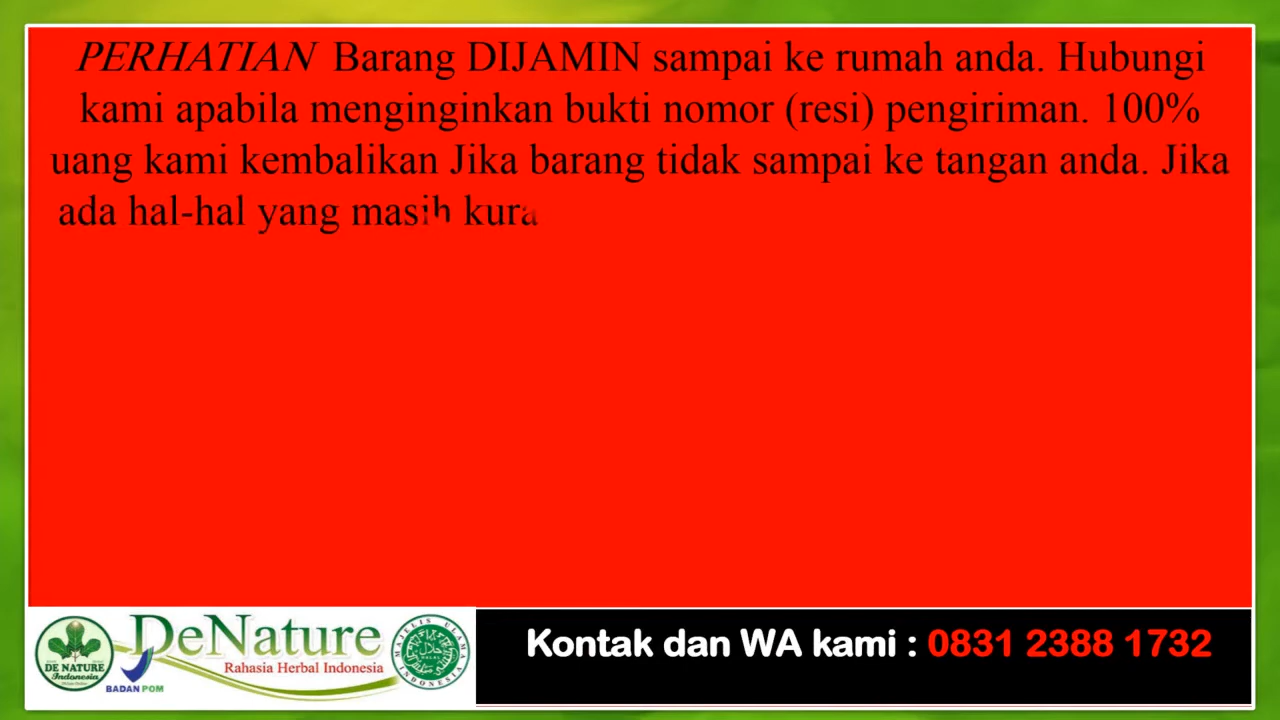 PERHATIAN Barang DIJAMIN sampai ke rumah anda. Hubungi
kami apabila menginginkan bukti nomor (resi) pengiriman. 100%
uang kami kembalikan Jika barang tidak sampai ke tangan anda. Jika
ada hal-hal yang masih kura
DE NATURE
Indonesia
BADAN POM
DeNature
Rahasia Herbal Indonesia
MAJELIS ULAMA
INDONESIA
حلال
Kontak dan WA kami : 0831 2388 1732